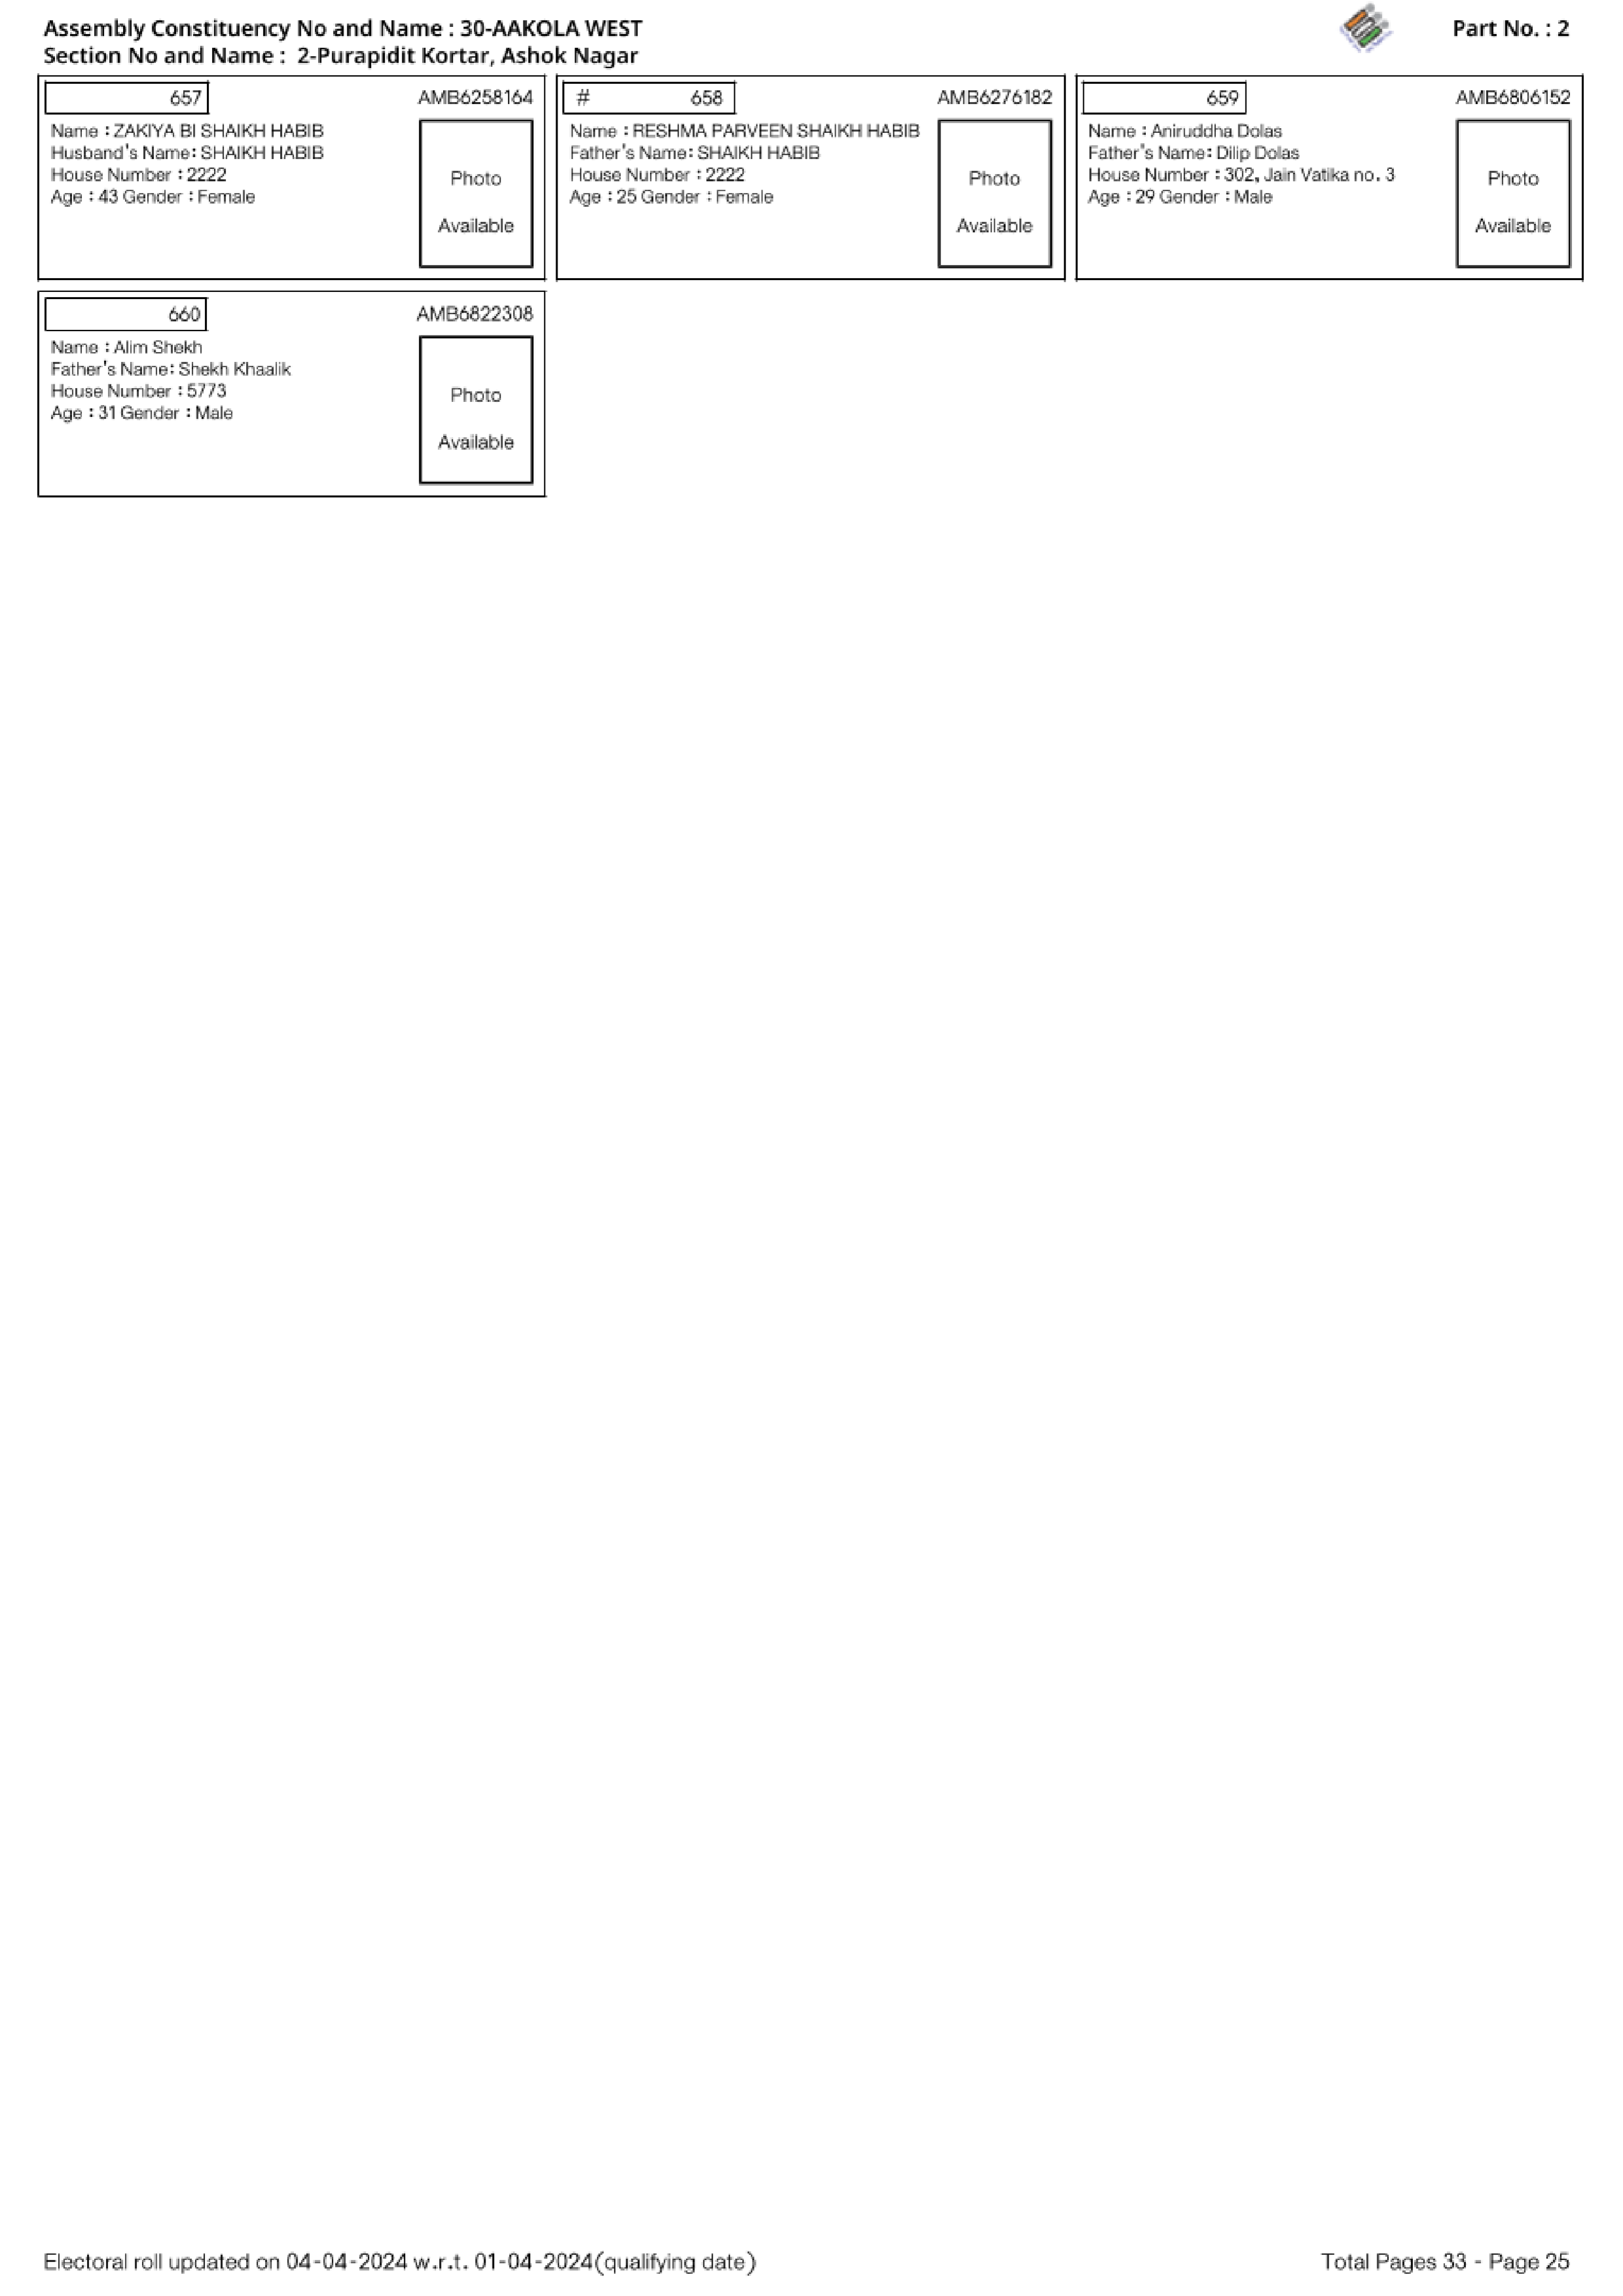 Assembly Constituency No and Name : 30-AAKOLA WEST
Part No. : 2
Section No and Name : 2-Purapidit Kortar, Ashok Nagar
657 AMB6258164
Name : ZAKIYA BI SHAIKH HABIB
Husband's Name: SHAIKH HABIB
House Number : 2222
Age : 43 Gender : Female
Photo
Available
# 658 AMB6276182
Name : RESHMA PARVEEN SHAIKH HABIB
Father's Name: SHAIKH HABIB
House Number : 2222
Age : 25 Gender : Female
Photo
Available
659 AMB6806152
Name : Aniruddha Dolas
Father's Name: Dilip Dolas
House Number : 302, Jain Vatika no. 3
Age : 29 Gender : Male
Photo
Available
660 AMB6822308
Name : Alim Shekh
Father's Name: Shekh Khaalik
House Number : 5773
Age : 31 Gender : Male
Photo
Available
Electoral roll updated on 04-04-2024 w.r.t. 01-04-2024(qualifying date)
Total Pages 33 - Page 25